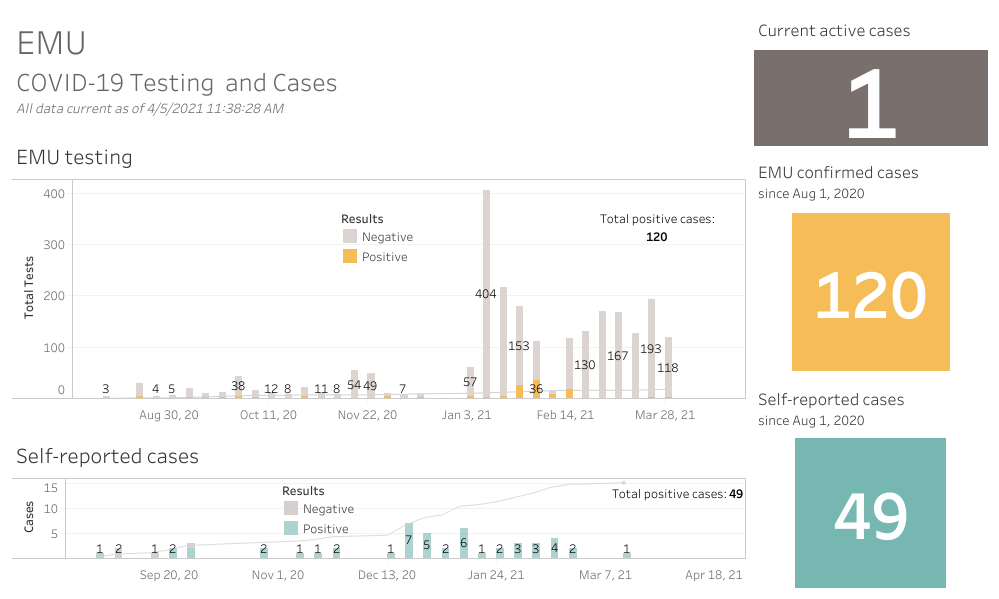 EMU
COVID-19 Testing and Cases
All data current as of 4/5/2021 11:38:28 AM
Current active cases
1
EMU confirmed cases
since Aug 1, 2020
120
Self-reported cases
since Aug 1, 2020
49
EMU testing
Total Tests
400
300
200
100
0
Results
Negative
Positive
Total positive cases:
120
3 4 5 38 12 8 11 8 54 49 7 57 404 153 36 130 167 193 118
Aug 30, 20 Oct 11, 20 Nov 22, 20 Jan 3, 21 Feb 14, 21 Mar 28, 21
Self-reported cases
Cases
15
10
5
Results
Negative
Positive
Total positive cases: 49
1 2 1 2 2 1 1 2 1 7 5 2 6 1 2 3 3 4 2 1
Sep 20, 20 Nov 1, 20 Dec 13, 20 Jan 24, 21 Mar 7, 21 Apr 18, 21